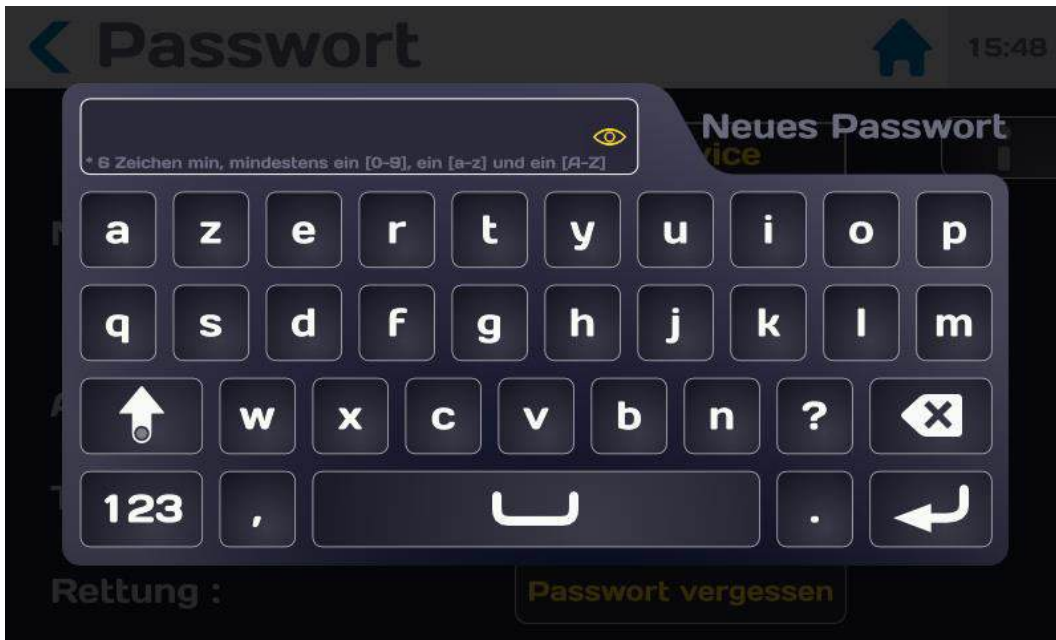 Passwort
15:48
Neues Passwort
* 6 Zeichen min, mindestens ein [0-9], ein [a-z] und ein [A-Z]
vice
a z e r t y u i o p
q s d f g h j k l m
w x c v b n ?
123 , .
Rettung :
Passwort vergessen